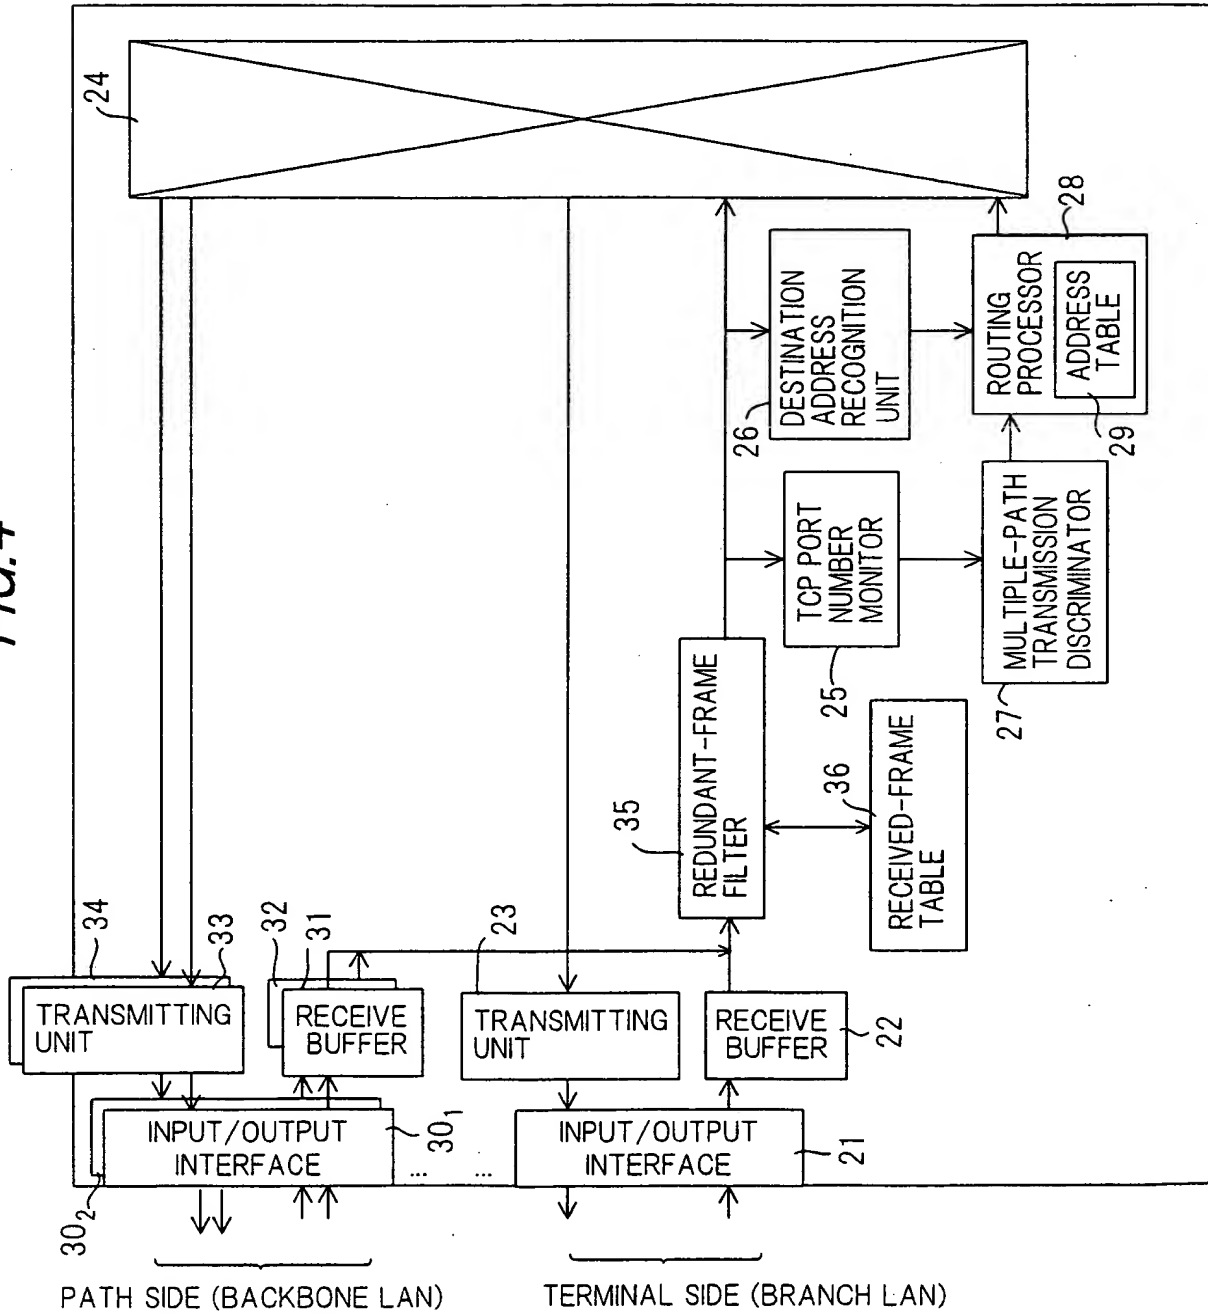 FIG.4
24
34
TRANSMITTING
UNIT
33
32
31
RECEIVE
BUFFER
23
TRANSMITTING
UNIT
RECEIVE
BUFFER
22
30₂
INPUT/OUTPUT
INTERFACE
30₁
...
...
INPUT/OUTPUT
INTERFACE
21
PATH SIDE (BACKBONE LAN)
TERMINAL SIDE (BRANCH LAN)
35
REDUNDANT-FRAME
FILTER
36
RECEIVED-FRAME
TABLE
TCP PORT
NUMBER
MONITOR
25
26
DESTINATION
ADDRESS
RECOGNITION
UNIT
27
MULTIPLE-PATH
TRANSMISSION
DISCRIMINATOR
28
ROUTING
PROCESSOR
ADDRESS
TABLE
29